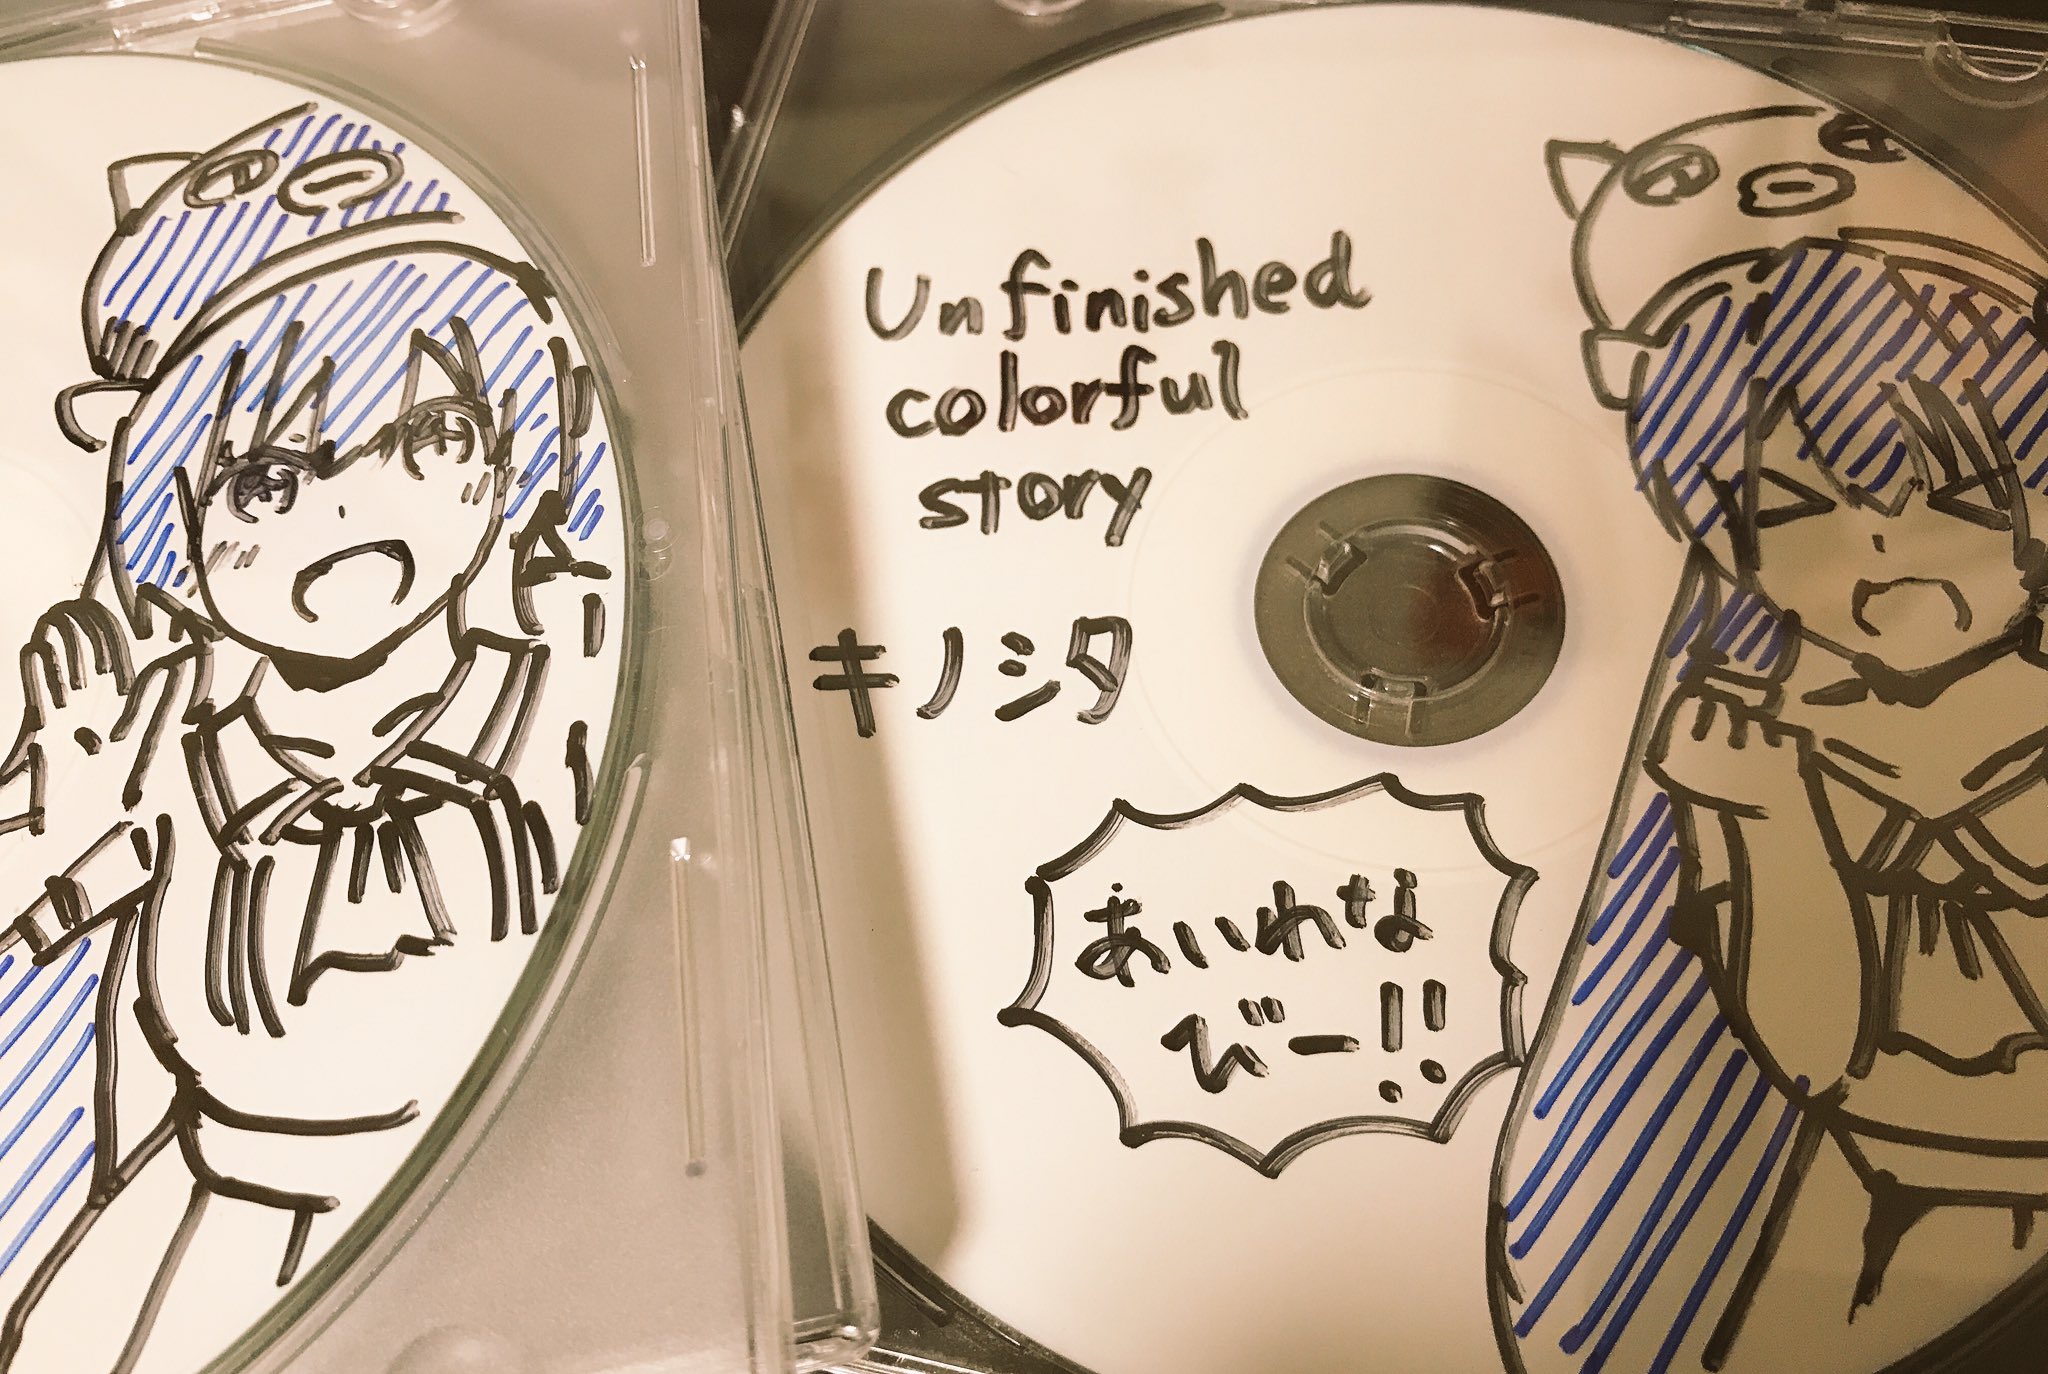 Unfinished
colorful
story
キノシタ
あいわな
びー!!